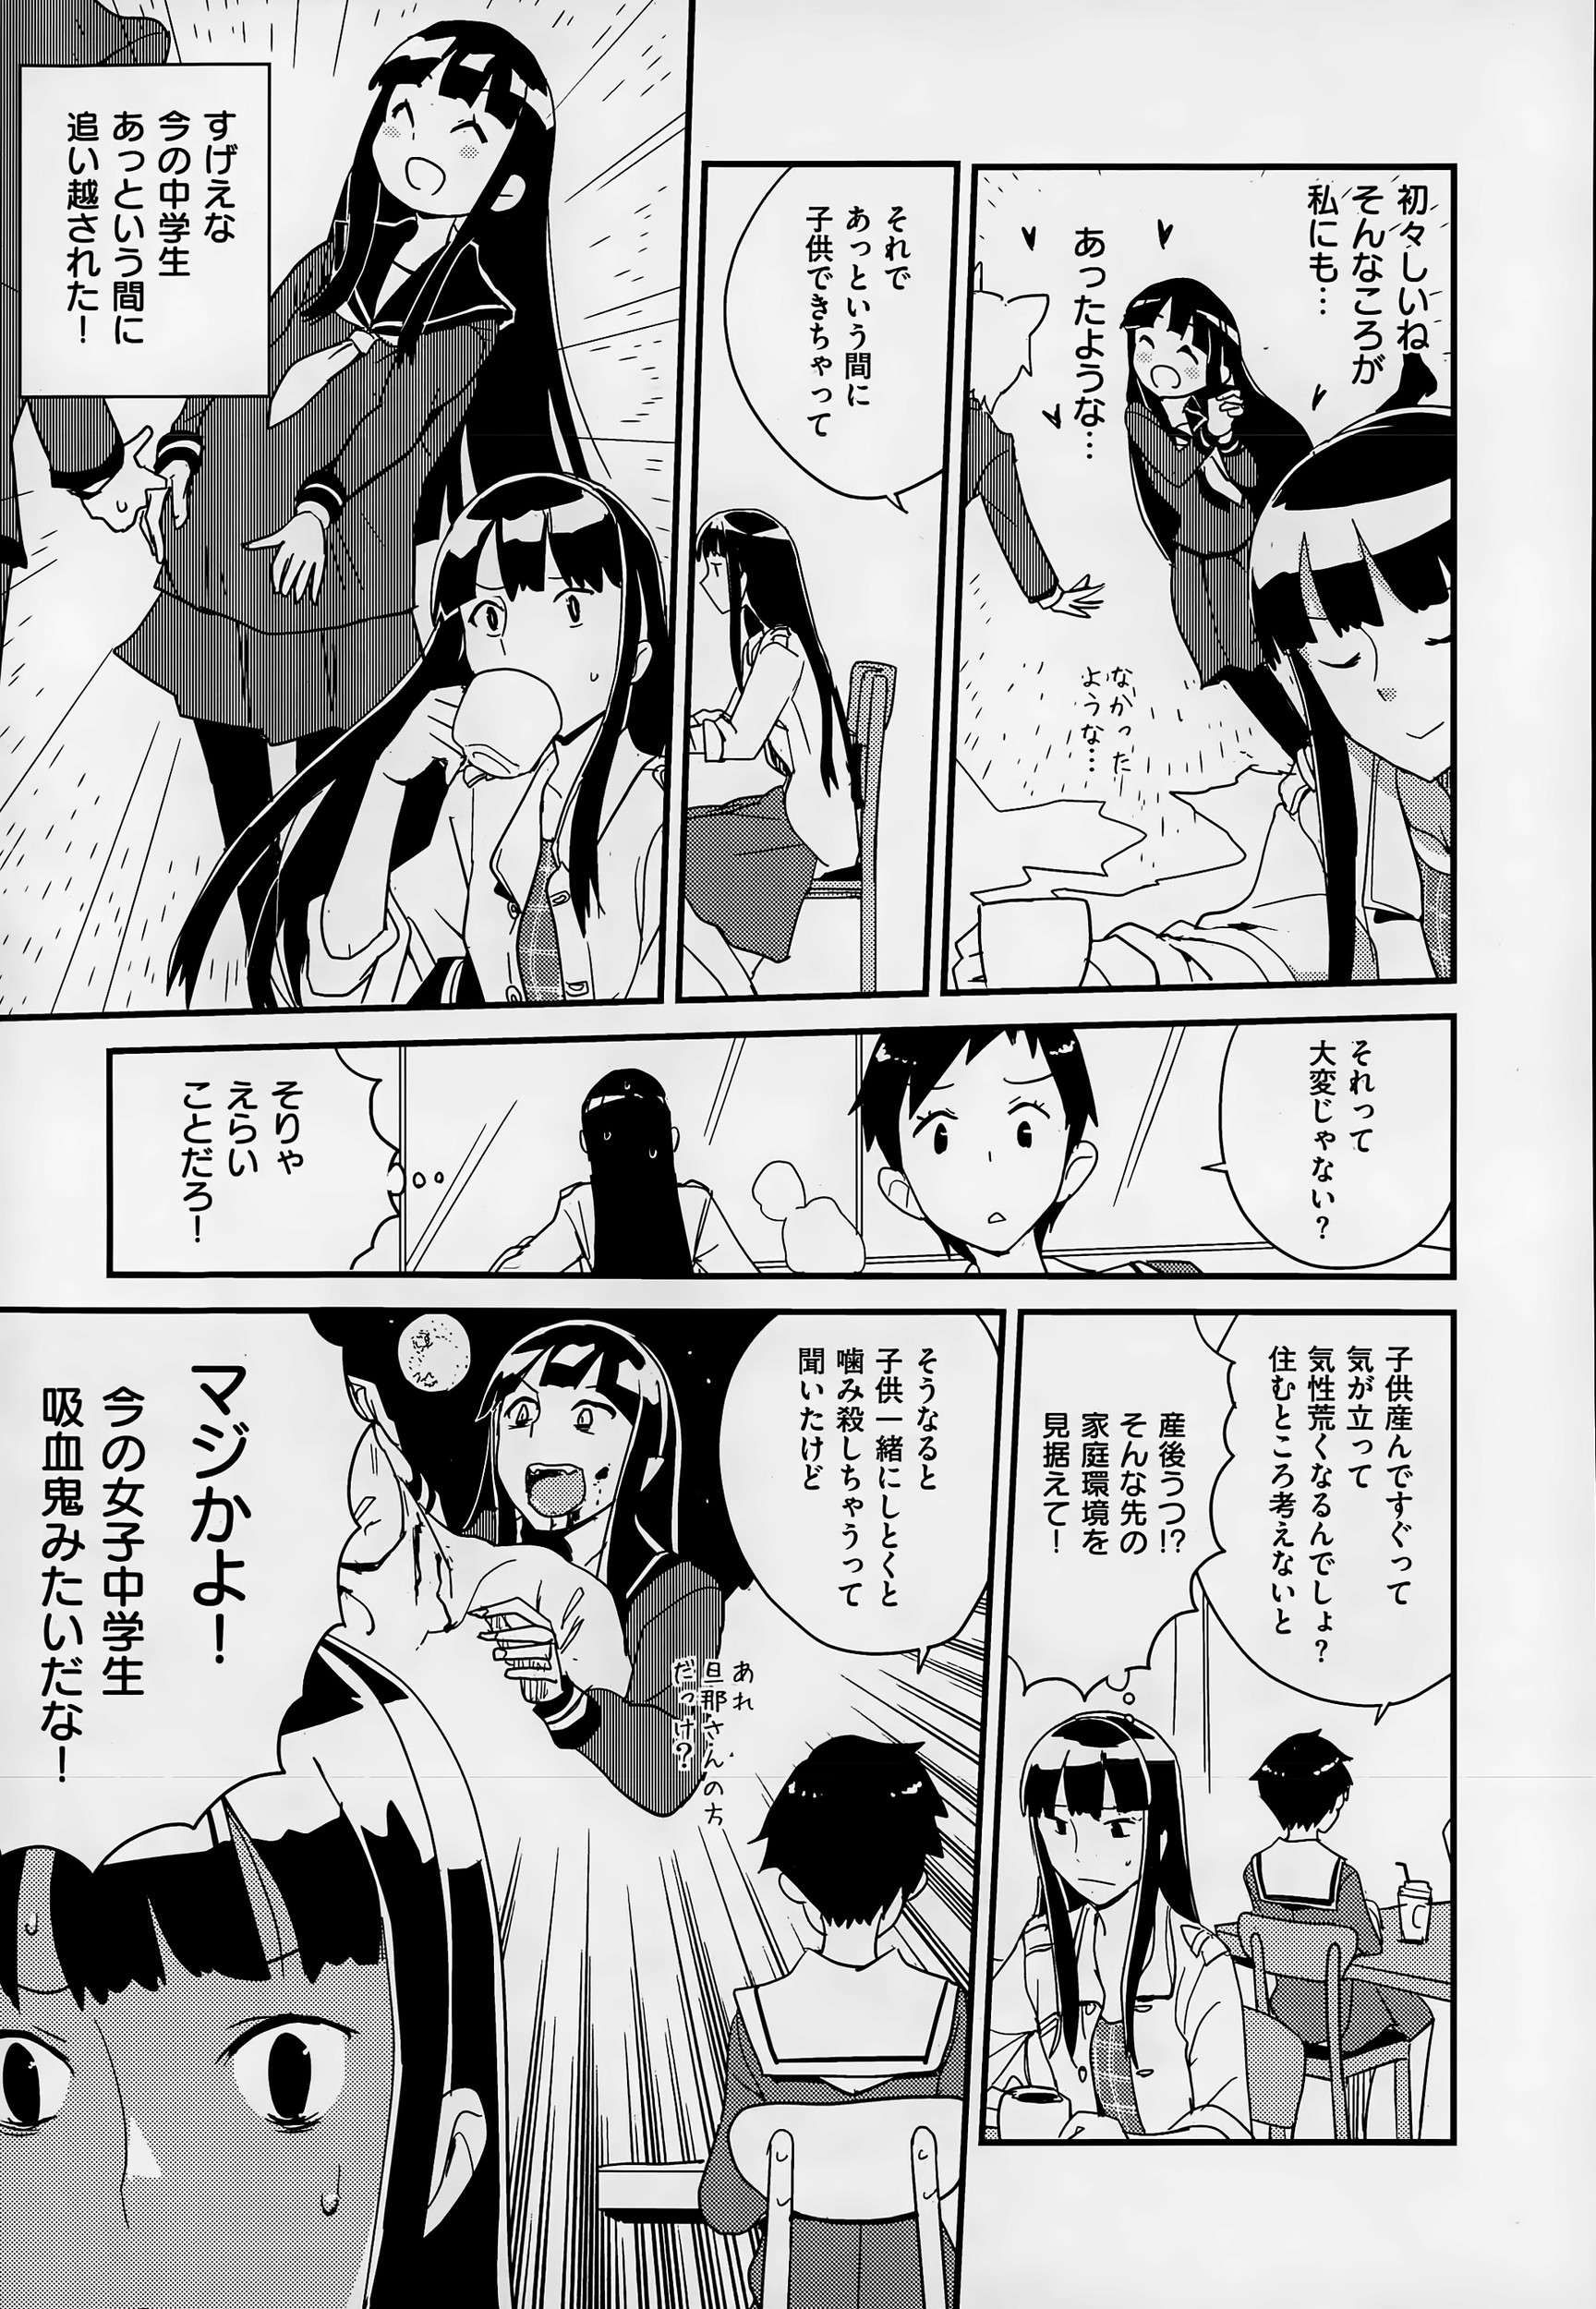 初々しいね
そんなころが
私にも…
あったような…
なかった
ような…
それで
あっという間に
子供できちゃって
すげえな
今の中学生
あっという間に
追い越された！
それって
大変じゃない？
そりゃ
えらい
ことだろ！
子供産んですぐって
気が立って
気性荒くなるんでしょ？
住むところ考えないと
産後うつ!?
そんな先の
家庭環境を
見据えて！
そうなると
子供一緒にしとくと
噛み殺しちゃうって
聞いたけど
あれ
旦那さんの方
だっけ？
マジかよ！
今の女子中学生
吸血鬼みたいだな！